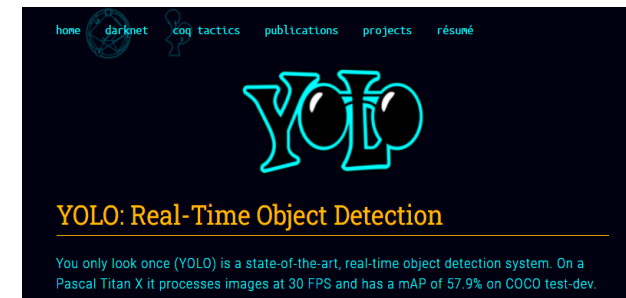 home darknet coq tactics publications projects résumé
YOLO
YOLO: Real-Time Object Detection
You only look once (YOLO) is a state-of-the-art, real-time object detection system. On a
Pascal Titan X it processes images at 30 FPS and has a mAP of 57.9% on COCO test-dev.